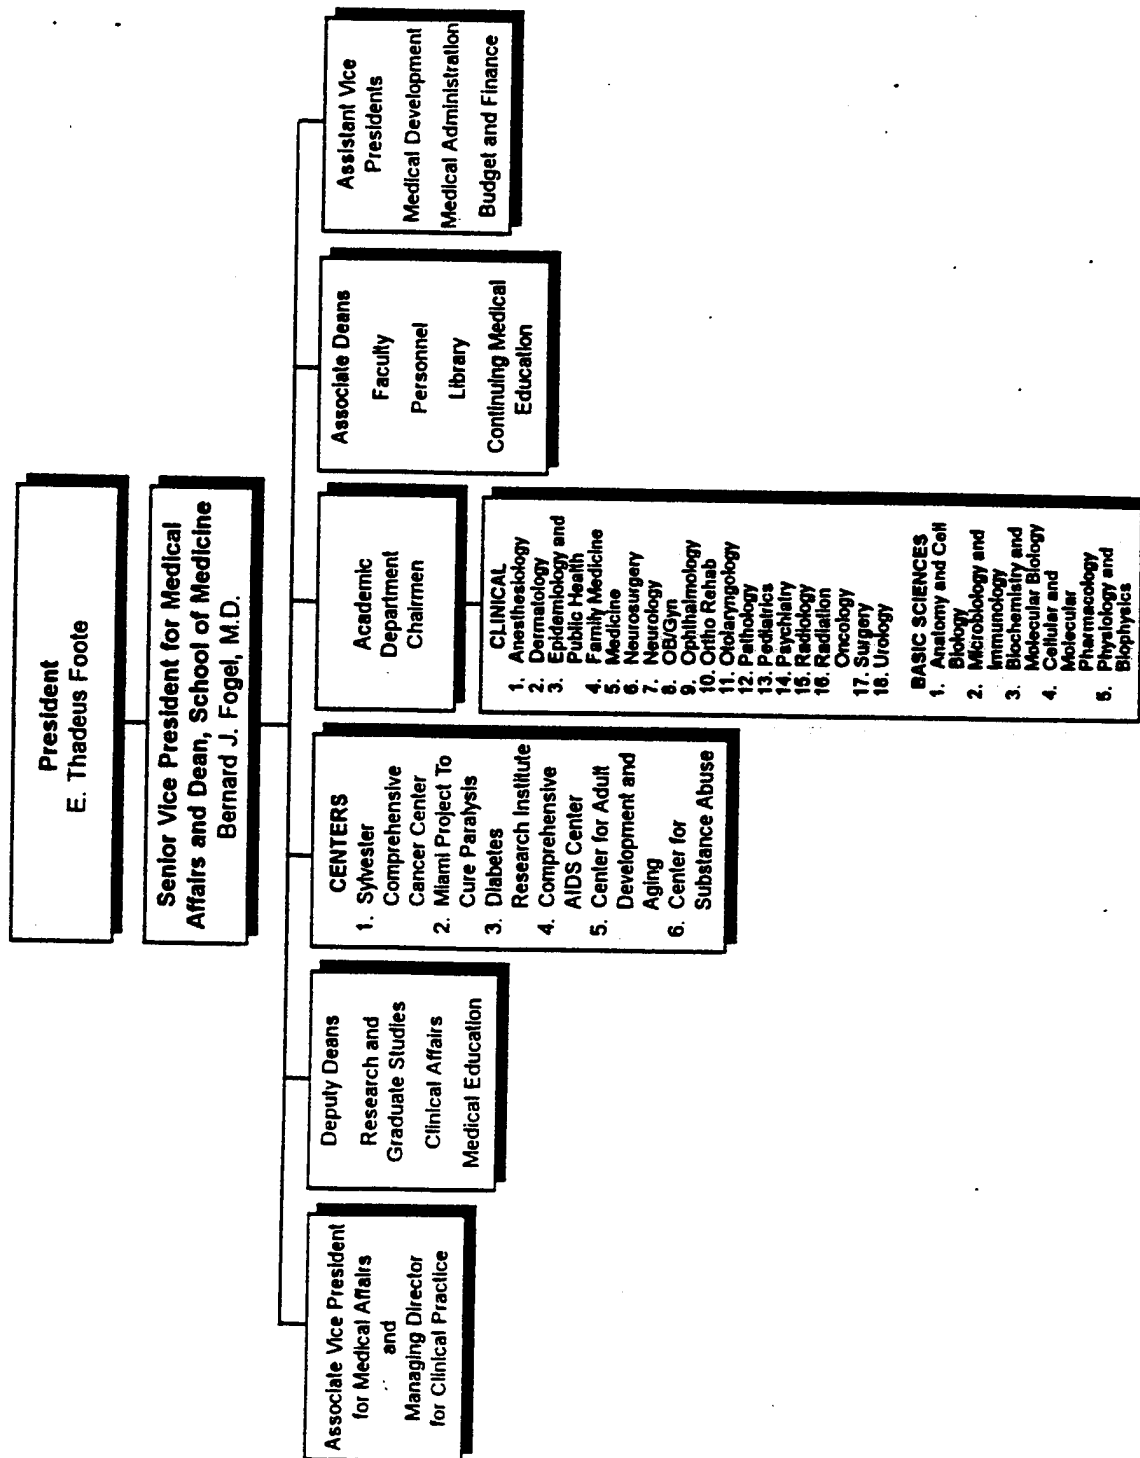 President
E. Thadeus Foote
Senior Vice President for Medical
Affairs and Dean, School of Medicine
Bernard J. Fogel, M.D.
Associate Vice President
for Medical Affairs
and
Managing Director
for Clinical Practice
Deputy Deans
Research and
Graduate Studies
Clinical Affairs
Medical Education
CENTERS
1. Sylvester
Comprehensive
Cancer Center
2. Miami Project To
Cure Paralysis
3. Diabetes
Research Institute
4. Comprehensive
AIDS Center
5. Center for Adult
Development and
Aging
6. Center for
Substance Abuse
Academic
Department
Chairmen
CLINICAL
1. Anesthesiology
2. Dermatology
3. Epidemiology and
Public Health
4. Family Medicine
5. Medicine
6. Neurosurgery
7. Neurology
8. OB/Gyn
9. Ophthalmology
10. Ortho Rehab
11. Otolaryngology
12. Pathology
13. Pediatrics
14. Psychiatry
15. Radiology
16. Radiation
Oncology
17. Surgery
18. Urology
BASIC SCIENCES
1. Anatomy and Cell
Biology
2. Microbiology and
Immunology
3. Biochemistry and
Molecular Biology
4. Cellular and
Molecular
Pharmacology
5. Physiology and
Biophysics
Associate Deans
Faculty
Personnel
Library
Continuing Medical
Education
Assistant Vice
Presidents
Medical Development
Medical Administration
Budget and Finance